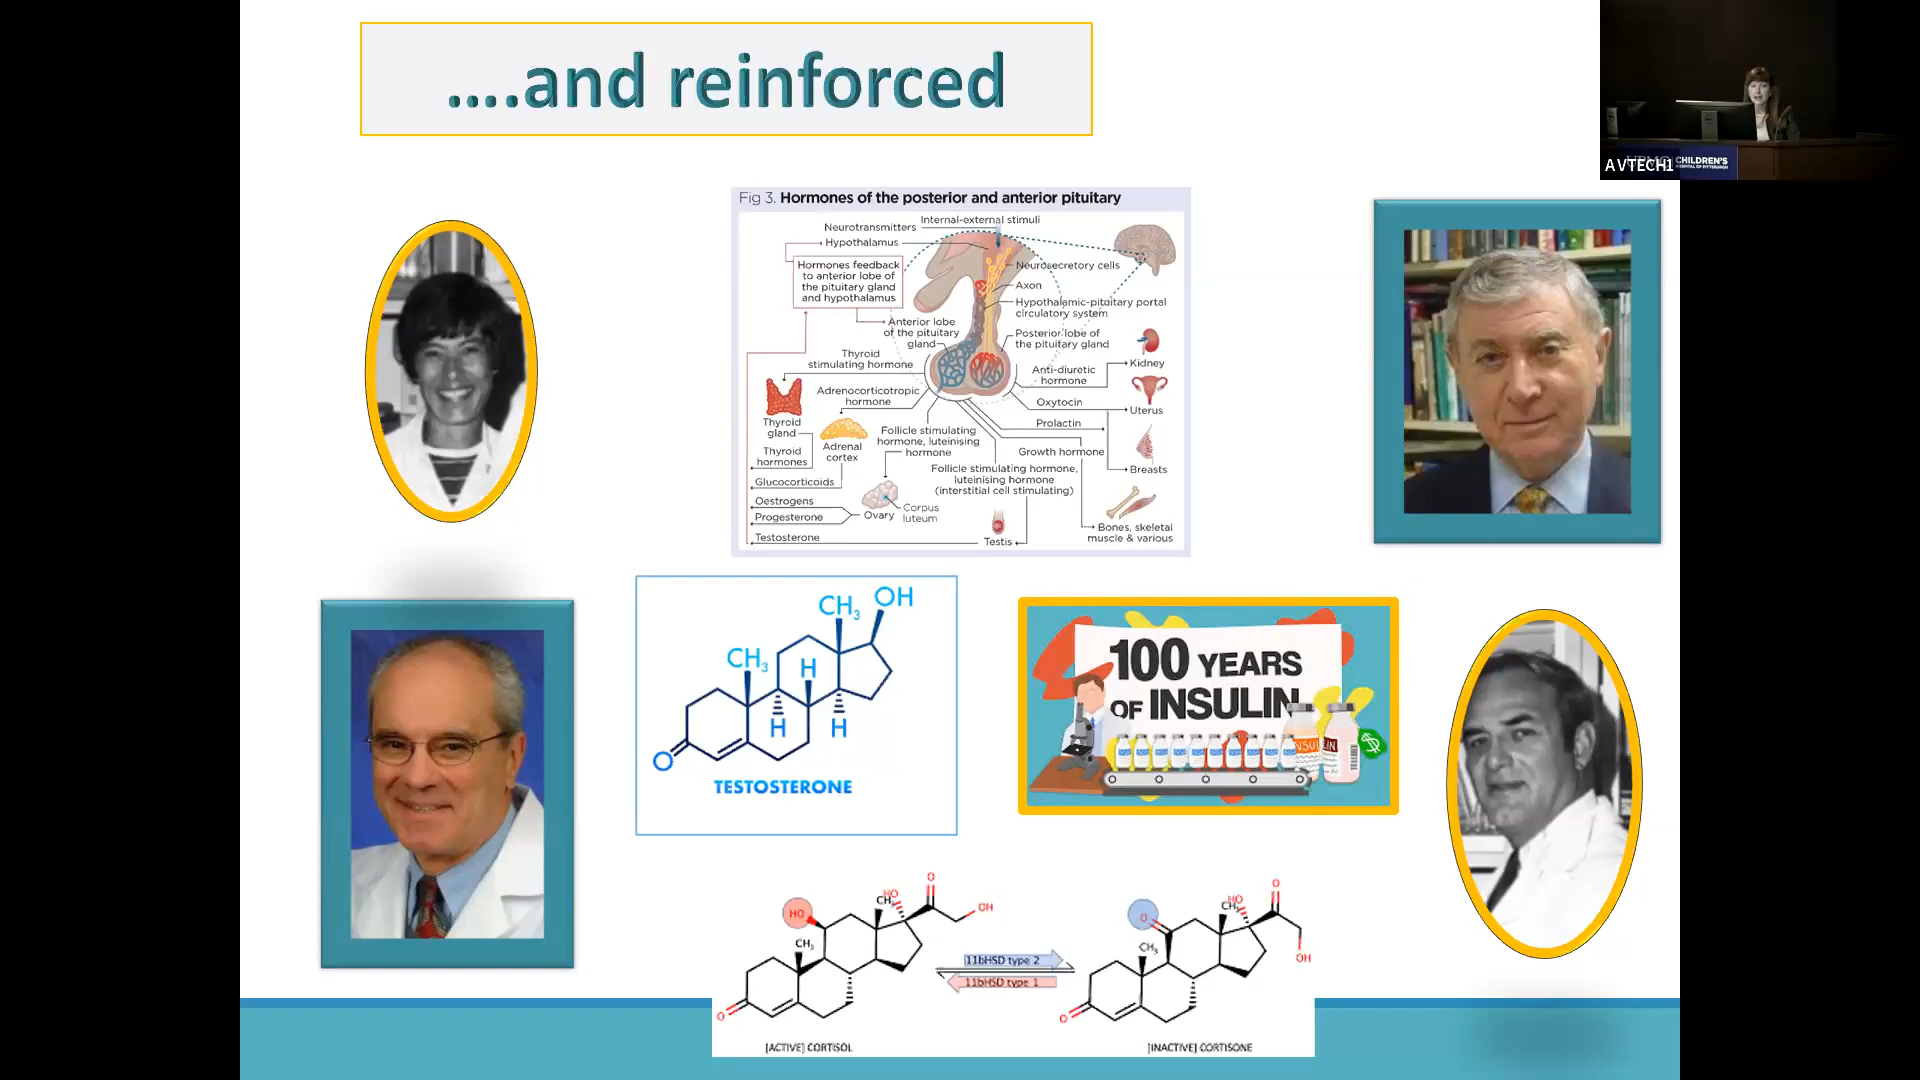 ....and reinforced
AVTECH1
CHILDREN'S
HOSPITAL OF PITTSBURGH
Fig 3. Hormones of the posterior and anterior pituitary
Internal-external stimuli
Neurotransmitters
Hypothalamus
Hormones feedback
to anterior lobe of
the pituitary gland
and hypothalamus
Neurosecretory cells
Axon
Hypothalamic-pituitary portal
circulatory system
Anterior lobe
of the pituitary
gland
Posterior lobe of
the pituitary gland
Thyroid
stimulating hormone
Kidney
Anti-diuretic
hormone
Adrenocorticotropic
hormone
Oxytocin
Uterus
Thyroid
gland
Prolactin
Follicle stimulating
hormone, luteinising
hormone
Adrenal
cortex
Thyroid
hormones
Growth hormone
Breasts
Follicle stimulating hormone,
luteinising hormone
(interstitial cell stimulating)
Glucocorticoids
Oestrogens
Progesterone
Ovary
Corpus
luteum
Testosterone
Testis
Bones, skeletal
muscle & various
OH
CH3
CH3
H
H
H
O
TESTOSTERONE
100 YEARS
OF INSULIN
HO
CH3
HO
O
OH
CH3
O
11bHSD type 2
11bHSD type 1
[ACTIVE] CORTISOL
O
CH3
HO
O
OH
CH3
O
[INACTIVE] CORTISONE